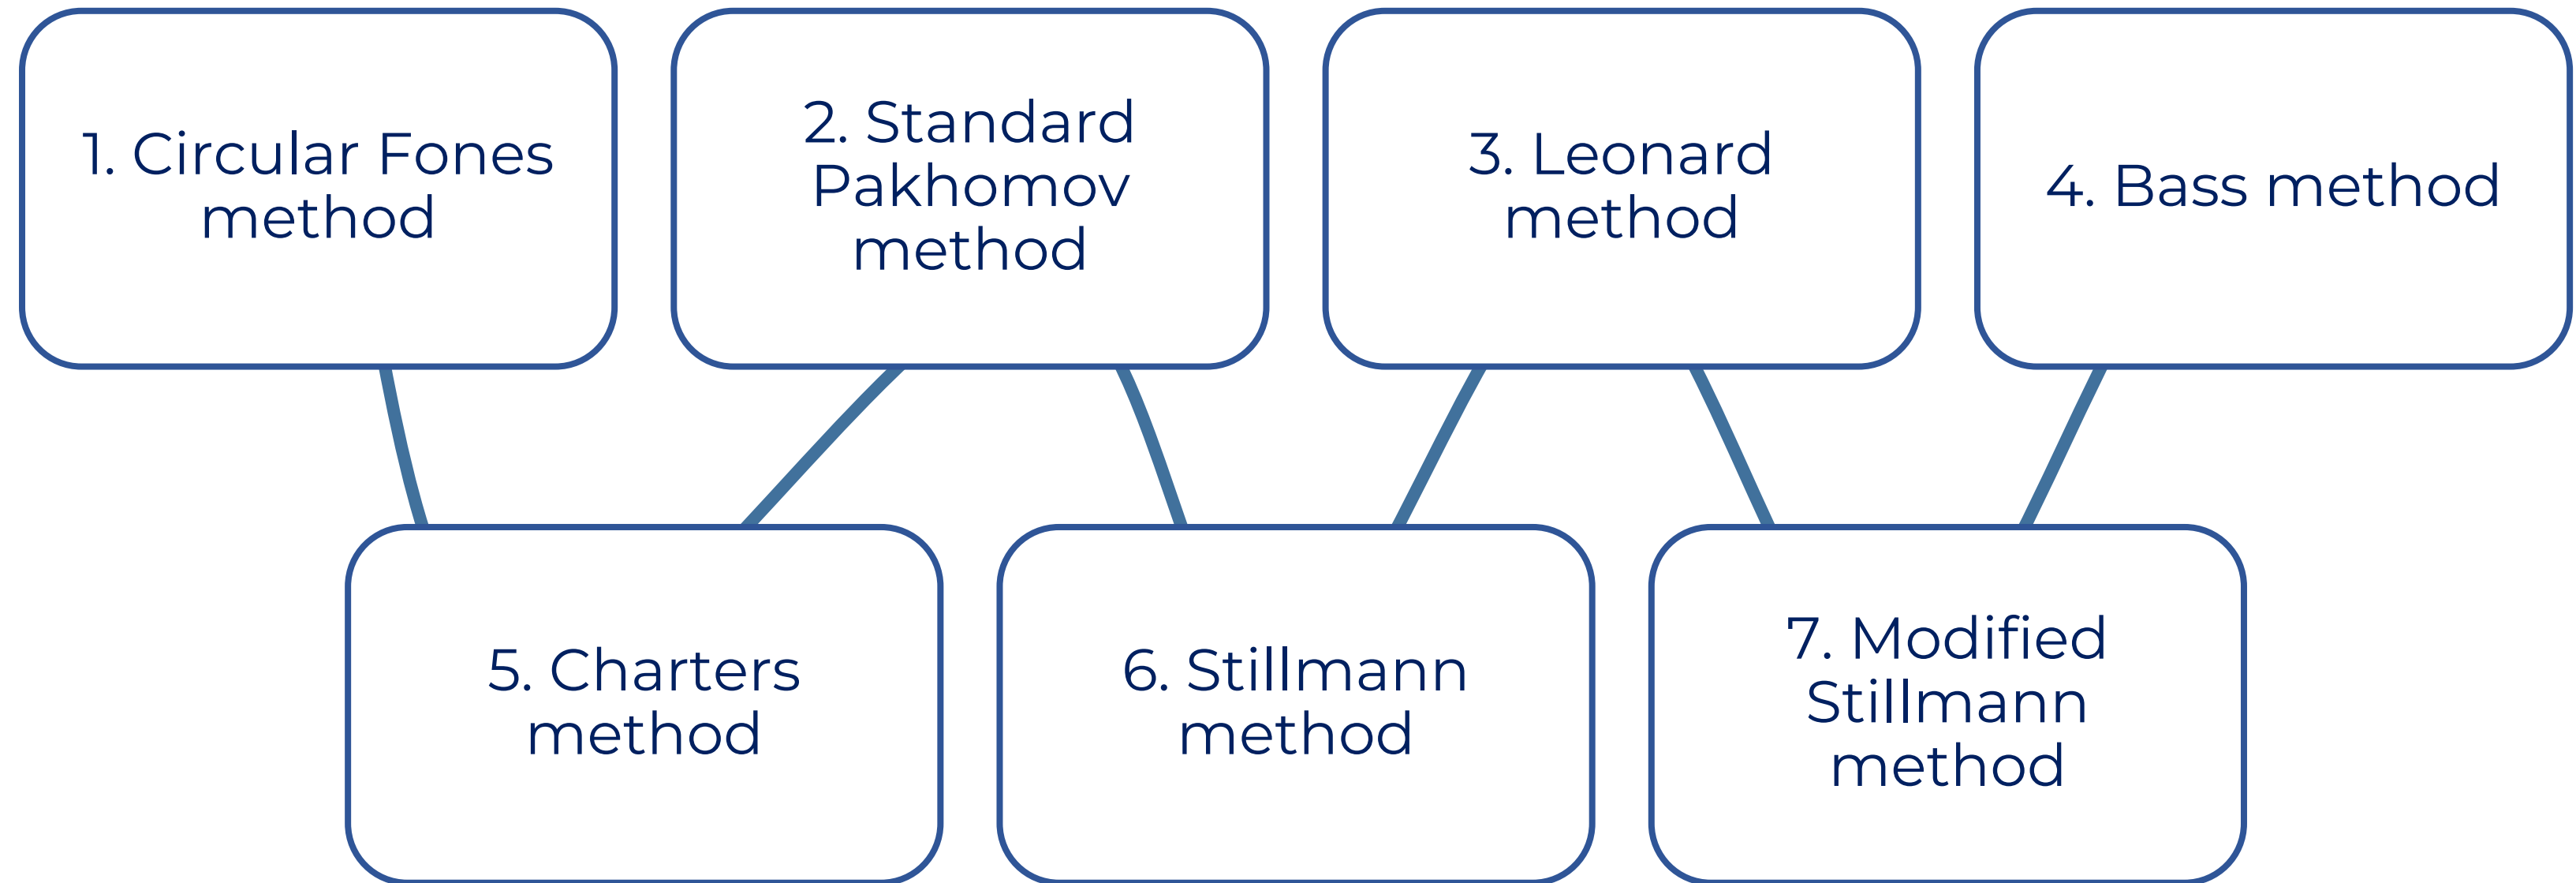 1. Circular Fones
method
2. Standard
Pakhomov
method
3. Leonard
method
4. Bass method
5. Charters
method
6. Stillmann
method
7. Modified
Stillmann
method